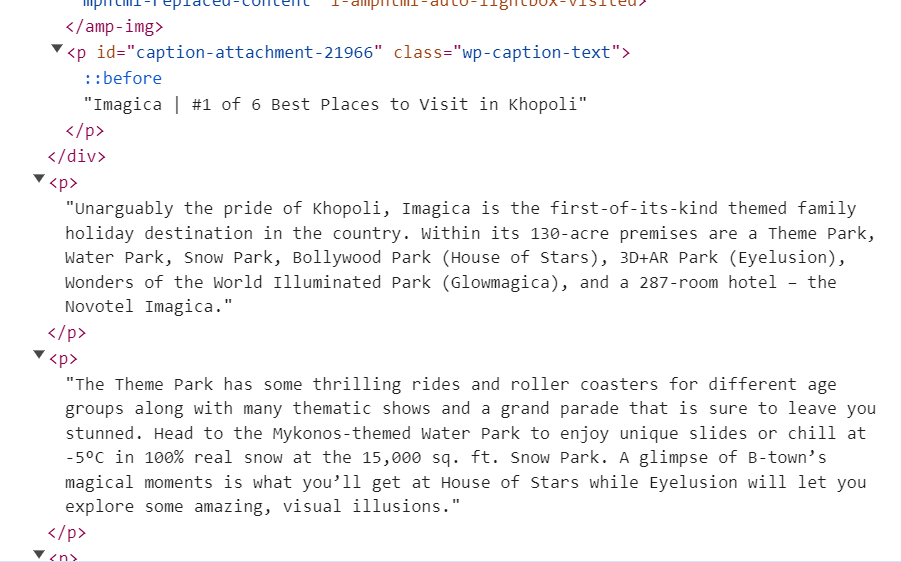 mphtml-replaced-content i-amphtml-auto-lightbox-visited>
</amp-img>
▼<p id="caption-attachment-21966" class="wp-caption-text">
::before
"Imagica | #1 of 6 Best Places to Visit in Khopoli"
</p>
</div>
▼<p>
"Unarguably the pride of Khopoli, Imagica is the first-of-its-kind themed family
holiday destination in the country. Within its 130-acre premises are a Theme Park,
Water Park, Snow Park, Bollywood Park (House of Stars), 3D+AR Park (Eyelusion),
Wonders of the World Illuminated Park (Glowmagica), and a 287-room hotel – the
Novotel Imagica."
</p>
▼<p>
"The Theme Park has some thrilling rides and roller coasters for different age
groups along with many thematic shows and a grand parade that is sure to leave you
stunned. Head to the Mykonos-themed Water Park to enjoy unique slides or chill at
-5ºC in 100% real snow at the 15,000 sq. ft. Snow Park. A glimpse of B-town’s
magical moments is what you’ll get at House of Stars while Eyelusion will let you
explore some amazing, visual illusions."
</p>
▼<p>